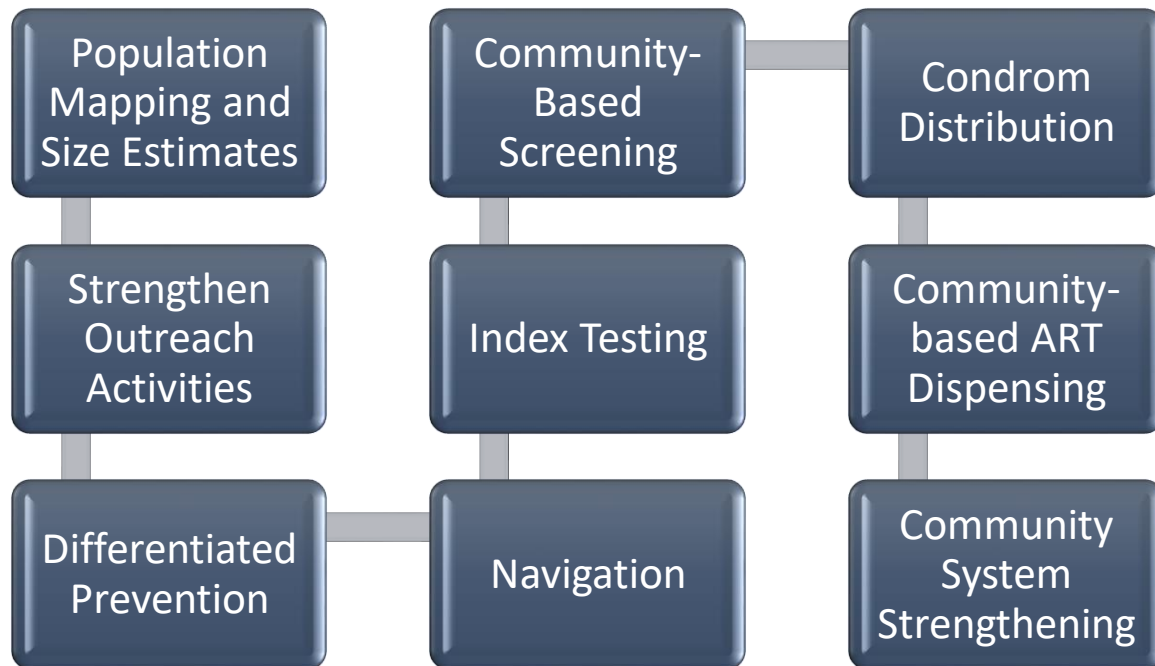 Population
Mapping and
Size Estimates
Strengthen
Outreach
Activities
Differentiated
Prevention
Navigation
Index Testing
Community-
Based
Screening
Condrom
Distribution
Community-
based ART
Dispensing
Community
System
Strengthening